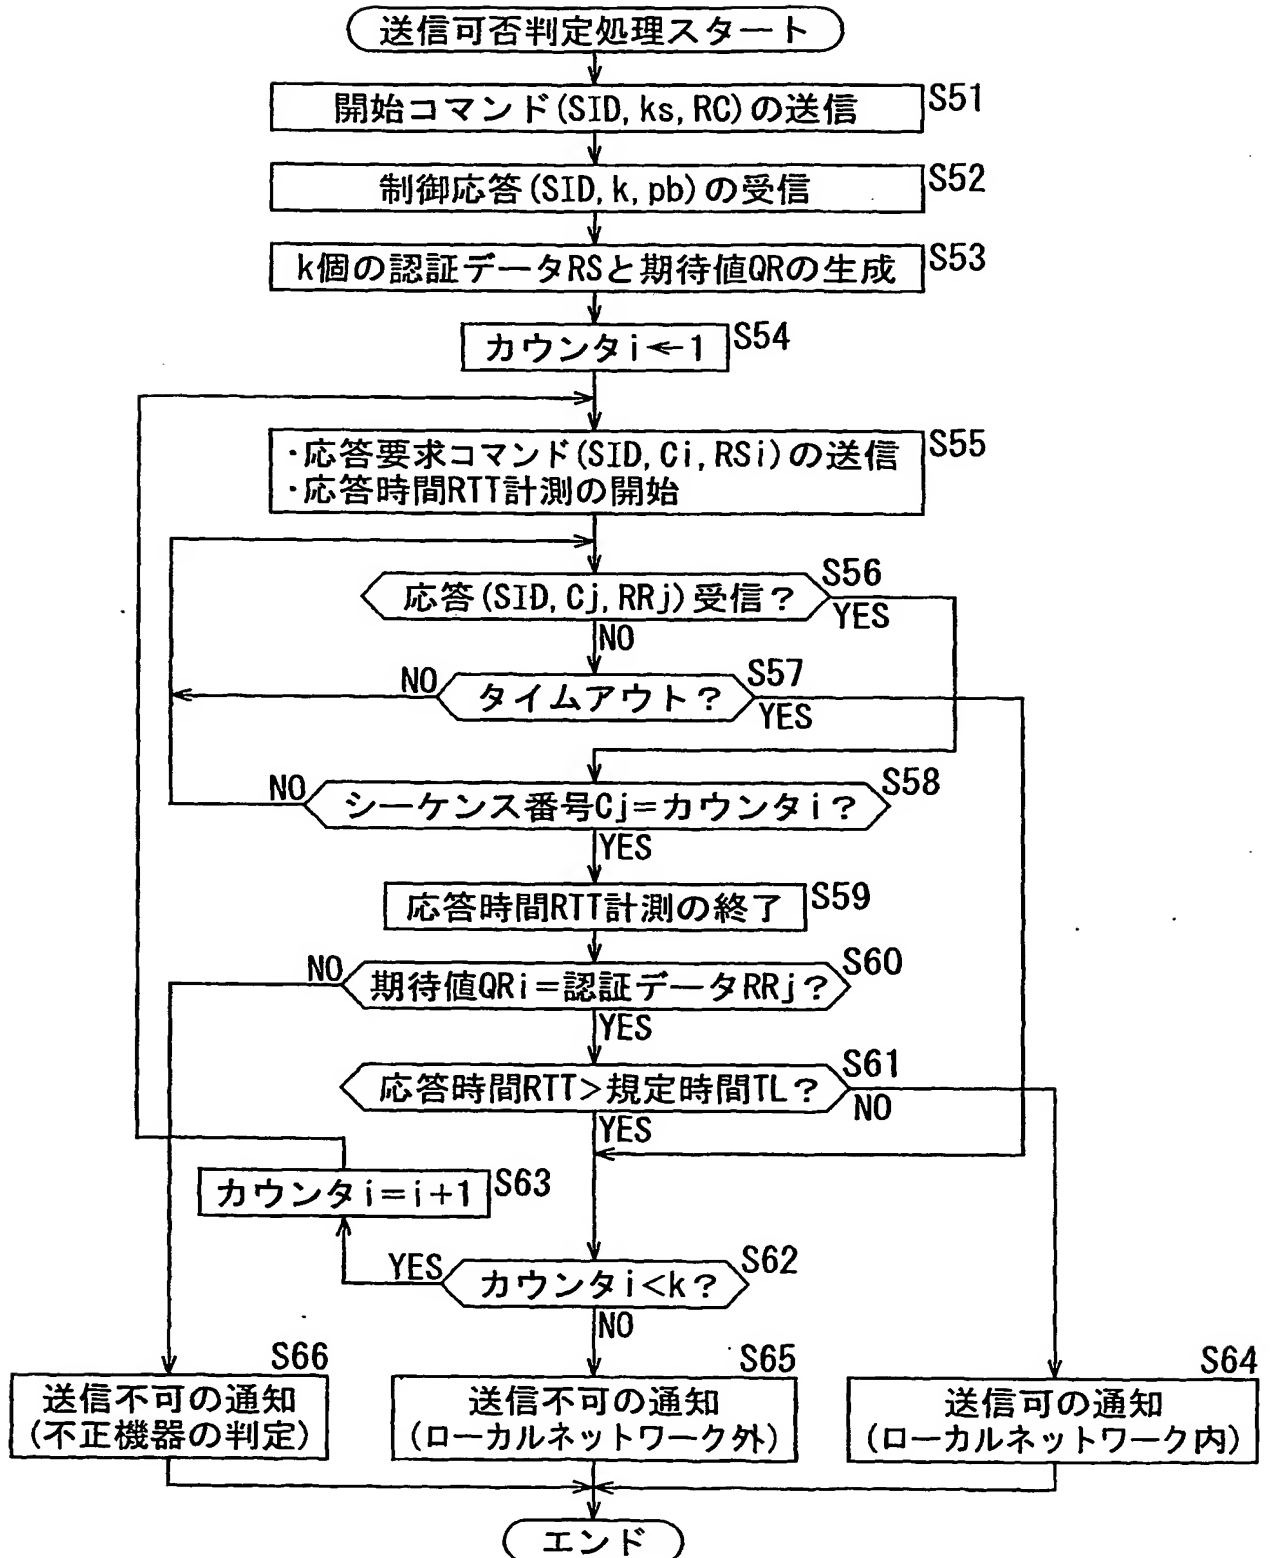 送信可否判定処理スタート
開始コマンド(SID, ks, RC)の送信
S51
制御応答(SID, k, pb)の受信
S52
k個の認証データRSと期待値QRの生成
S53
カウンタi←1
S54
・応答要求コマンド(SID, Ci, RSi)の送信
・応答時間RTT計測の開始
S55
応答(SID, Cj, RRj)受信?
S56
YES
NO
タイムアウト?
S57
NO
YES
シーケンス番号Cj=カウンタi?
S58
NO
YES
応答時間RTT計測の終了
S59
期待値QRi=認証データRRj?
S60
NO
YES
応答時間RTT>規定時間TL?
S61
NO
YES
カウンタi=i+1
S63
カウンタi<k?
S62
YES
NO
S66
送信不可の通知
(不正機器の判定)
S65
送信不可の通知
(ローカルネットワーク外)
S64
送信可の通知
(ローカルネットワーク内)
エンド